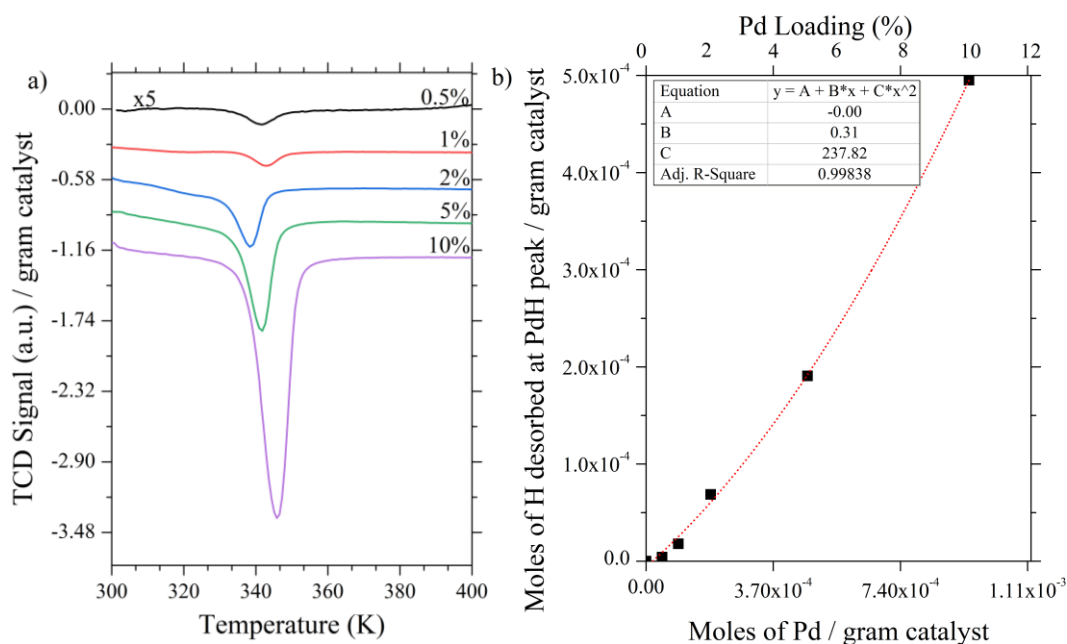 a)
x5
0.5%
1%
2%
5%
10%
0.00
-0.58
-1.16
-1.74
-2.32
-2.90
-3.48
TCD Signal (a.u.) / gram catalyst
300 320 340 360 380 400
Temperature (K)
b)
Pd Loading (%)
0 2 4 6 8 10 12
Equation y = A + B*x + C*x^2
A -0.00
B 0.31
C 237.82
Adj. R-Square 0.99838
5.0x10⁻⁴
4.0x10⁻⁴
3.0x10⁻⁴
2.0x10⁻⁴
1.0x10⁻⁴
0.0
Moles of H desorbed at PdH peak / gram catalyst
0.00 3.70x10⁻⁴ 7.40x10⁻⁴ 1.11x10⁻³
Moles of Pd / gram catalyst